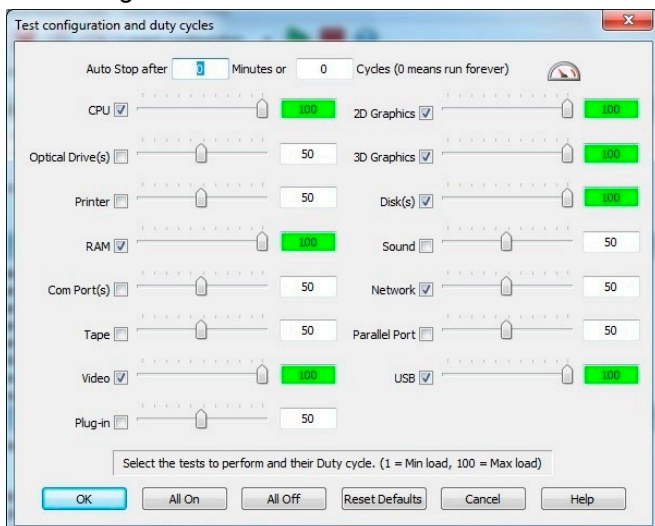 Test configuration and duty cycles
Auto Stop after 0 Minutes or 0 Cycles (0 means run forever)
CPU 100 2D Graphics 100
Optical Drive(s) 50 3D Graphics 100
Printer 50 Disk(s) 100
RAM 100 Sound 50
Com Port(s) 50 Network 50
Tape 50 Parallel Port 50
Video 100 USB 100
Plug-in 50
Select the tests to perform and their Duty cycle. (1 = Min load, 100 = Max load)
OK All On All Off Reset Defaults Cancel Help